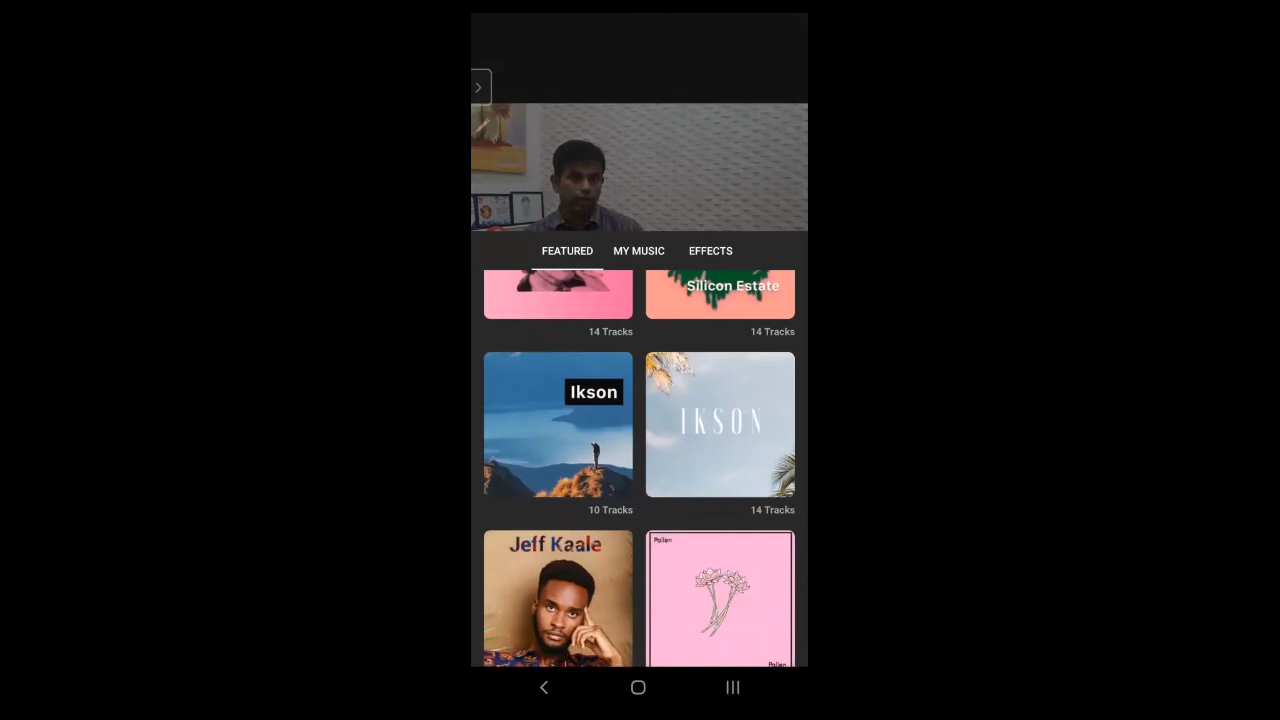 FEATURED MY MUSIC EFFECTS
Silicon Estate
14 Tracks 14 Tracks
Ikson
IKSON
10 Tracks 14 Tracks
Jeff Kaale
Pollen
Pollen